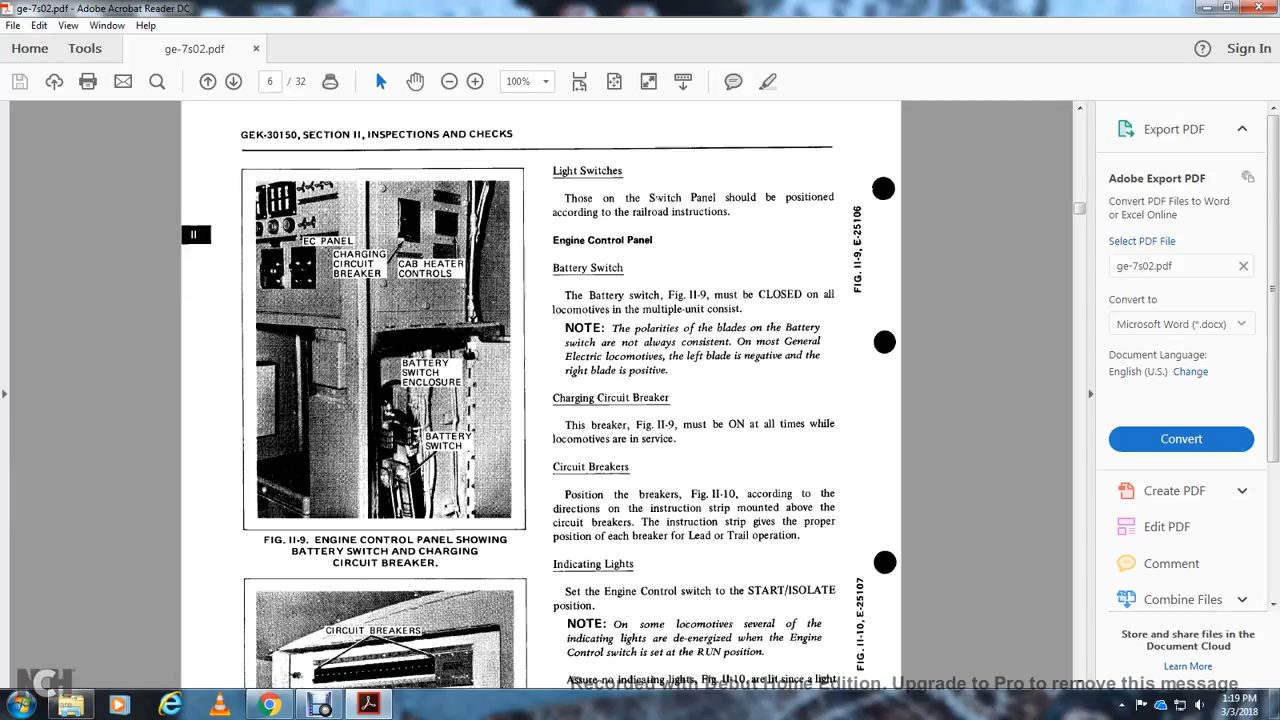 ge-7s02.pdf - Adobe Acrobat Reader DC
File Edit View Window Help
Home Tools ge-7s02.pdf × Sign In
6 / 32 100%
GEK-30150, SECTION II, INSPECTIONS AND CHECKS
II
EC PANEL
CHARGING
CIRCUIT
BREAKER
CAB HEATER
CONTROLS
BATTERY
SWITCH
ENCLOSURE
BATTERY
SWITCH
FIG. II-9. ENGINE CONTROL PANEL SHOWING
BATTERY SWITCH AND CHARGING
CIRCUIT BREAKER.
CIRCUIT BREAKERS
Light Switches
Those on the Switch Panel should be positioned
according to the railroad instructions.
Engine Control Panel
Battery Switch
The Battery switch, Fig. II-9, must be CLOSED on all
locomotives in the multiple-unit consist.
NOTE: The polarities of the blades on the Battery
switch are not always consistent. On most General
Electric locomotives, the left blade is negative and the
right blade is positive.
Charging Circuit Breaker
This breaker, Fig. II-9, must be ON at all times while
locomotives are in service.
Circuit Breakers
Position the breakers, Fig. II-10, according to the
directions on the instruction strip mounted above the
circuit breakers. The instruction strip gives the proper
position of each breaker for Lead or Trail operation.
Indicating Lights
Set the Engine Control switch to the START/ISOLATE
position.
NOTE: On some locomotives several of the
indicating lights are de-energized when the Engine
Control switch is set at the RUN position.
Assure no indicating lights, Fig. II-10, are lit since a light
FIG. II-9, E-25106
FIG. II-10, E-25107
Export PDF
Adobe Export PDF
Convert PDF Files to Word
or Excel Online
Select PDF File
ge-7s02.pdf
Convert to
Microsoft Word (*.docx)
Document Language:
English (U.S.) Change
Convert
Create PDF
Edit PDF
Comment
Combine Files
Store and share files in the
Document Cloud
Learn More
NCH
Recorded with Debut Home Edition. Upgrade to Pro to remove this message
1:19 PM
3/3/2018